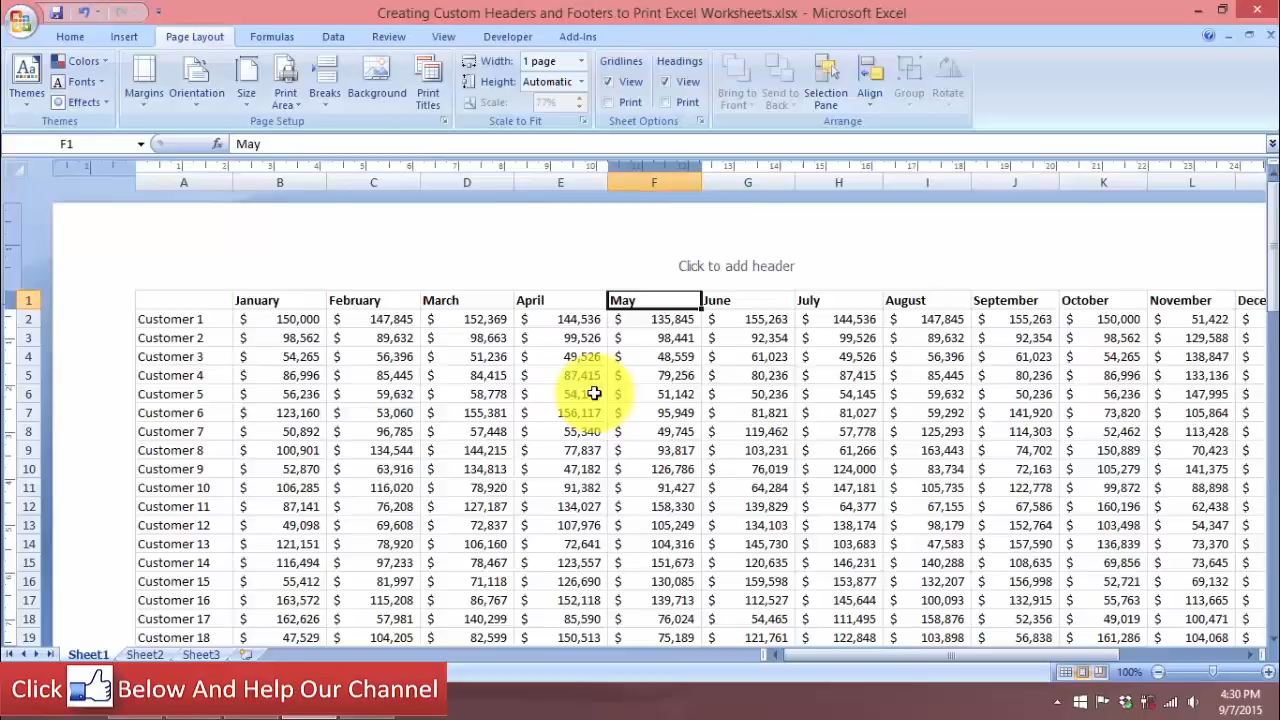 Creating Custom Headers and Footers to Print Excel Worksheets.xlsx - Microsoft Excel
Home Insert Page Layout Formulas Data Review View Developer Add-Ins
Themes Colors Fonts Effects Margins Orientation Size Print Area Breaks Background Print Titles Width: 1 page Height: Automatic Scale: 77% Gridlines View Print Headings View Print Bring to Front Send to Back Selection Pane Align Group Rotate
Themes Page Setup Scale to Fit Sheet Options Arrange
F1 fx May
1 2 3 4 5 6 7 8 9 10 11 12 13 14 15 16 17 18 19 20 21 22 23 24
A B C D E F G H I J K L
Click to add header
1 January February March April May June July August September October November Dece
2 Customer 1 $ 150,000 $ 147,845 $ 152,369 $ 144,536 $ 135,845 $ 155,263 $ 144,536 $ 147,845 $ 155,263 $ 150,000 $ 51,422 $
3 Customer 2 $ 98,562 $ 89,632 $ 98,663 $ 99,526 $ 98,441 $ 92,354 $ 99,526 $ 89,632 $ 92,354 $ 98,562 $ 129,588 $
4 Customer 3 $ 54,265 $ 56,396 $ 51,236 $ 49,526 $ 48,559 $ 61,023 $ 49,526 $ 56,396 $ 61,023 $ 54,265 $ 138,847 $
5 Customer 4 $ 86,996 $ 85,445 $ 84,415 $ 87,415 $ 79,256 $ 80,236 $ 87,415 $ 85,445 $ 80,236 $ 86,996 $ 133,136 $
6 Customer 5 $ 56,236 $ 59,632 $ 58,778 $ $ 51,142 $ 50,236 $ 54,145 $ 59,632 $ 50,236 $ 56,236 $ 147,995 $
7 Customer 6 $ 123,160 $ 53,060 $ 155,381 $ 156,117 $ 95,949 $ 81,821 $ 81,027 $ 59,292 $ 141,920 $ 73,820 $ 105,864 $
8 Customer 7 $ 50,892 $ 96,785 $ 57,448 $ 55,340 $ 49,745 $ 119,462 $ 57,778 $ 125,293 $ 114,303 $ 52,462 $ 113,428 $
9 Customer 8 $ 100,901 $ 134,544 $ 144,215 $ 77,837 $ 93,817 $ 103,231 $ 61,266 $ 143,443 $ 74,702 $ 150,889 $ 70,423 $
10 Customer 9 $ 52,870 $ 63,916 $ 134,813 $ 47,182 $ 126,786 $ 76,019 $ 124,000 $ 83,734 $ 72,163 $ 105,279 $ 141,375 $
11 Customer 10 $ 106,285 $ 116,020 $ 78,920 $ 91,382 $ 91,427 $ 64,284 $ 147,181 $ 105,735 $ 122,778 $ 99,872 $ 88,898 $
12 Customer 11 $ 87,141 $ 76,208 $ 127,187 $ 134,027 $ 158,330 $ 139,829 $ 64,377 $ 67,155 $ 67,586 $ 160,196 $ 62,438 $
13 Customer 12 $ 49,098 $ 69,608 $ 72,837 $ 107,976 $ 105,249 $ 134,103 $ 138,174 $ 98,179 $ 152,764 $ 103,498 $ 54,347 $
14 Customer 13 $ 121,151 $ 78,920 $ 106,160 $ 72,641 $ 104,316 $ 145,730 $ 103,683 $ 47,583 $ 157,590 $ 136,839 $ 73,370 $
15 Customer 14 $ 116,494 $ 97,233 $ 78,467 $ 123,557 $ 151,673 $ 120,635 $ 146,231 $ 140,288 $ 108,635 $ 69,856 $ 73,645 $
16 Customer 15 $ 55,412 $ 81,997 $ 71,118 $ 126,690 $ 130,085 $ 159,598 $ 153,877 $ 132,207 $ 156,998 $ 52,721 $ 69,132 $
17 Customer 16 $ 163,572 $ 115,208 $ 86,767 $ 152,118 $ 139,713 $ 112,527 $ 145,644 $ 100,093 $ 132,915 $ 55,763 $ 113,665 $
18 Customer 17 $ 162,626 $ 57,981 $ 140,299 $ 85,590 $ 76,024 $ 54,465 $ 111,495 $ 158,876 $ 52,356 $ 49,019 $ 100,471 $
19 Customer 18 $ 47,529 $ 104,205 $ 82,599 $ 150,513 $ 75,189 $ 121,761 $ 122,848 $ 103,898 $ 56,838 $ 161,286 $ 104,068 $
Sheet1 Sheet2 Sheet3
100%
Click Below And Help Our Channel
4:30 PM
9/7/2015